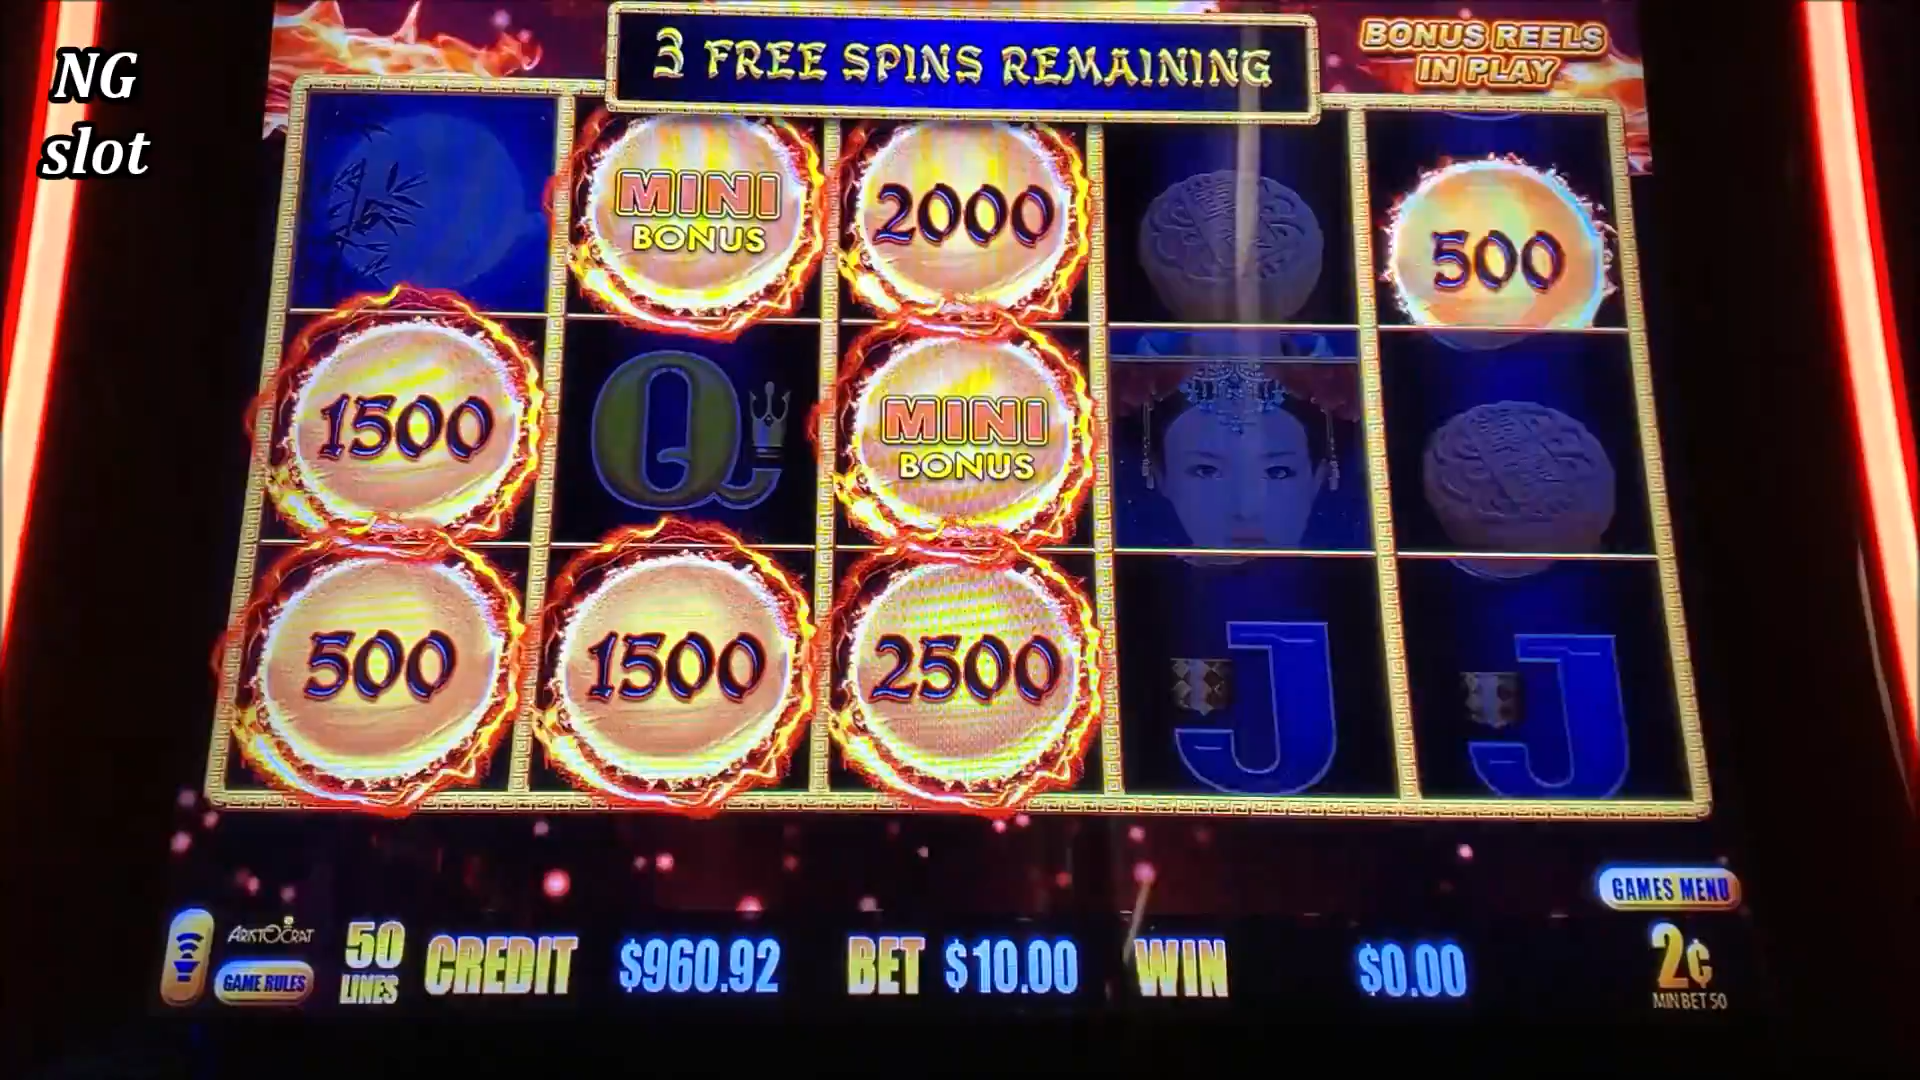 NG
slot
3 FREE SPINS REMAINING
BONUS REELS
IN PLAY
MINI
BONUS
2000
500
1500
Q
MINI
BONUS
500
1500
2500
J
J
GAMES MENU
ARISTOCRAT
GAME RULES
50
LINES
CREDIT
$960.92
BET $10.00
WIN
$0.00
2¢
MIN BET 50